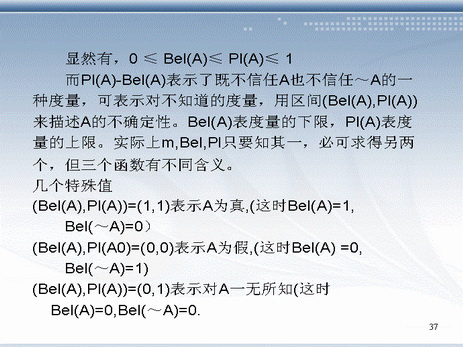 显然有，0 ≤ Bel(A)≤ Pl(A)≤ 1
而Pl(A)-Bel(A)表示了既不信任A也不信任～A的一
种度量，可表示对不知道的度量，用区间(Bel(A),Pl(A))
来描述A的不确定性。Bel(A)表度量的下限，Pl(A)表度
量的上限。实际上m,Bel,Pl只要知其一，必可求得另两
个，但三个函数有不同含义。
几个特殊值
(Bel(A),Pl(A))=(1,1)表示A为真,(这时Bel(A)=1,
Bel(～A)=0）
(Bel(A),Pl(A0)=(0,0)表示A为假,(这时Bel(A) =0,
Bel(～A)=1)
(Bel(A),Pl(A))=(0,1)表示对A一无所知(这时
Bel(A)=0,Bel(～A)=0.
37